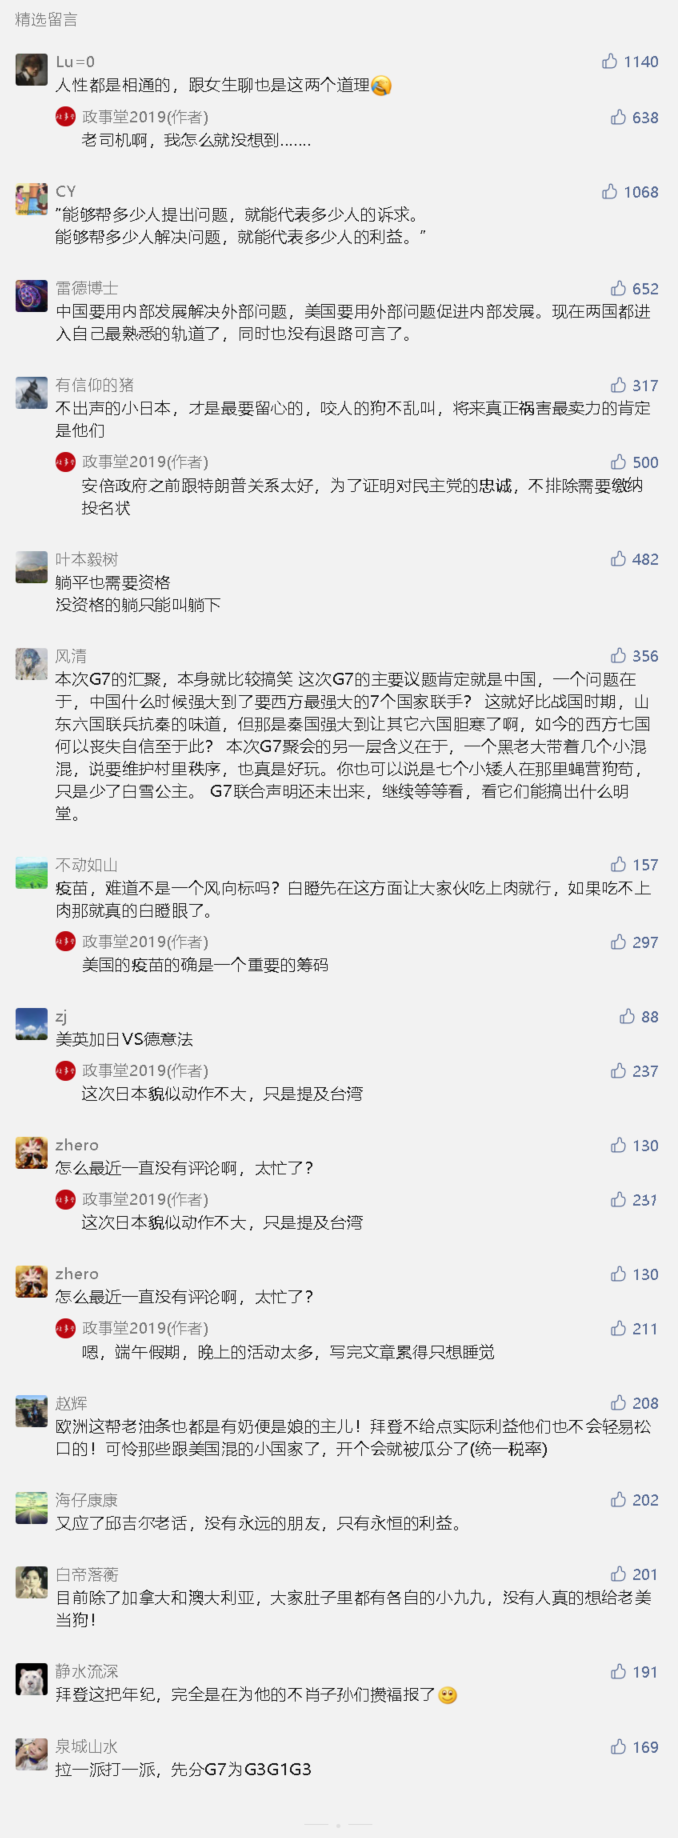 精选留言
Lu=0
1140
人性都是相通的，跟女生聊也是这两个道理
政事堂2019(作者)
638
老司机啊，我怎么就没想到.......
CY
1068
“能够帮多少人提出问题，就能代表多少人的诉求。
能够帮多少人解决问题，就能代表多少人的利益。”
雷德博士
652
中国要用内部发展解决外部问题，美国要用外部问题促进内部发展。现在两国都进
入自己最熟悉的轨道了，同时也没有退路可言了。
有信仰的猪
317
不出声的小日本，才是最要留心的，咬人的狗不乱叫，将来真正祸害最卖力的肯定
是他们
政事堂2019(作者)
500
安倍政府之前跟特朗普关系太好，为了证明对民主党的忠诚，不排除需要缴纳
投名状
叶本毅树
482
躺平也需要资格
没资格的躺只能叫躺下
风清
356
本次G7的汇聚，本身就比较搞笑 这次G7的主要议题肯定就是中国，一个问题在
于，中国什么时候强大到了要西方最强大的7个国家联手？ 这就好比战国时期，山
东六国联兵抗秦的味道，但那是秦国强大到让其它六国胆寒了啊，如今的西方七国
何以丧失自信至于此？ 本次G7聚会的另一层含义在于，一个黑老大带着几个小混
混，说要维护村里秩序，也真是好玩。你也可以说是七个小矮人在那里蝇营狗苟，
只是少了白雪公主。 G7联合声明还未出来，继续等等看，看它们能搞出什么明
堂。
不动如山
157
疫苗，难道不是一个风向标吗？白瞪先在这方面让大家伙吃上肉就行，如果吃不上
肉那就真的白瞪眼了。
政事堂2019(作者)
297
美国的疫苗的确是一个重要的筹码
zj
88
美英加日VS德意法
政事堂2019(作者)
237
这次日本貌似动作不大，只是提及台湾
zhero
130
怎么最近一直没有评论啊，太忙了？
政事堂2019(作者)
231
这次日本貌似动作不大，只是提及台湾
zhero
130
怎么最近一直没有评论啊，太忙了？
政事堂2019(作者)
211
嗯，端午假期，晚上的活动太多，写完文章累得只想睡觉
赵辉
208
欧洲这帮老油条也都是有奶便是娘的主儿！拜登不给点实际利益他们也不会轻易松
口的！可怜那些跟美国混的小国家了，开个会就被瓜分了(统一税率)
海仔康康
202
又应了邱吉尔老话，没有永远的朋友，只有永恒的利益。
白帝落蘅
201
目前除了加拿大和澳大利亚，大家肚子里都有各自的小九九，没有人真的想给老美
当狗！
静水流深
191
拜登这把年纪，完全是在为他的不肖子孙们攒福报了
泉城山水
169
拉一派打一派，先分G7为G3G1G3